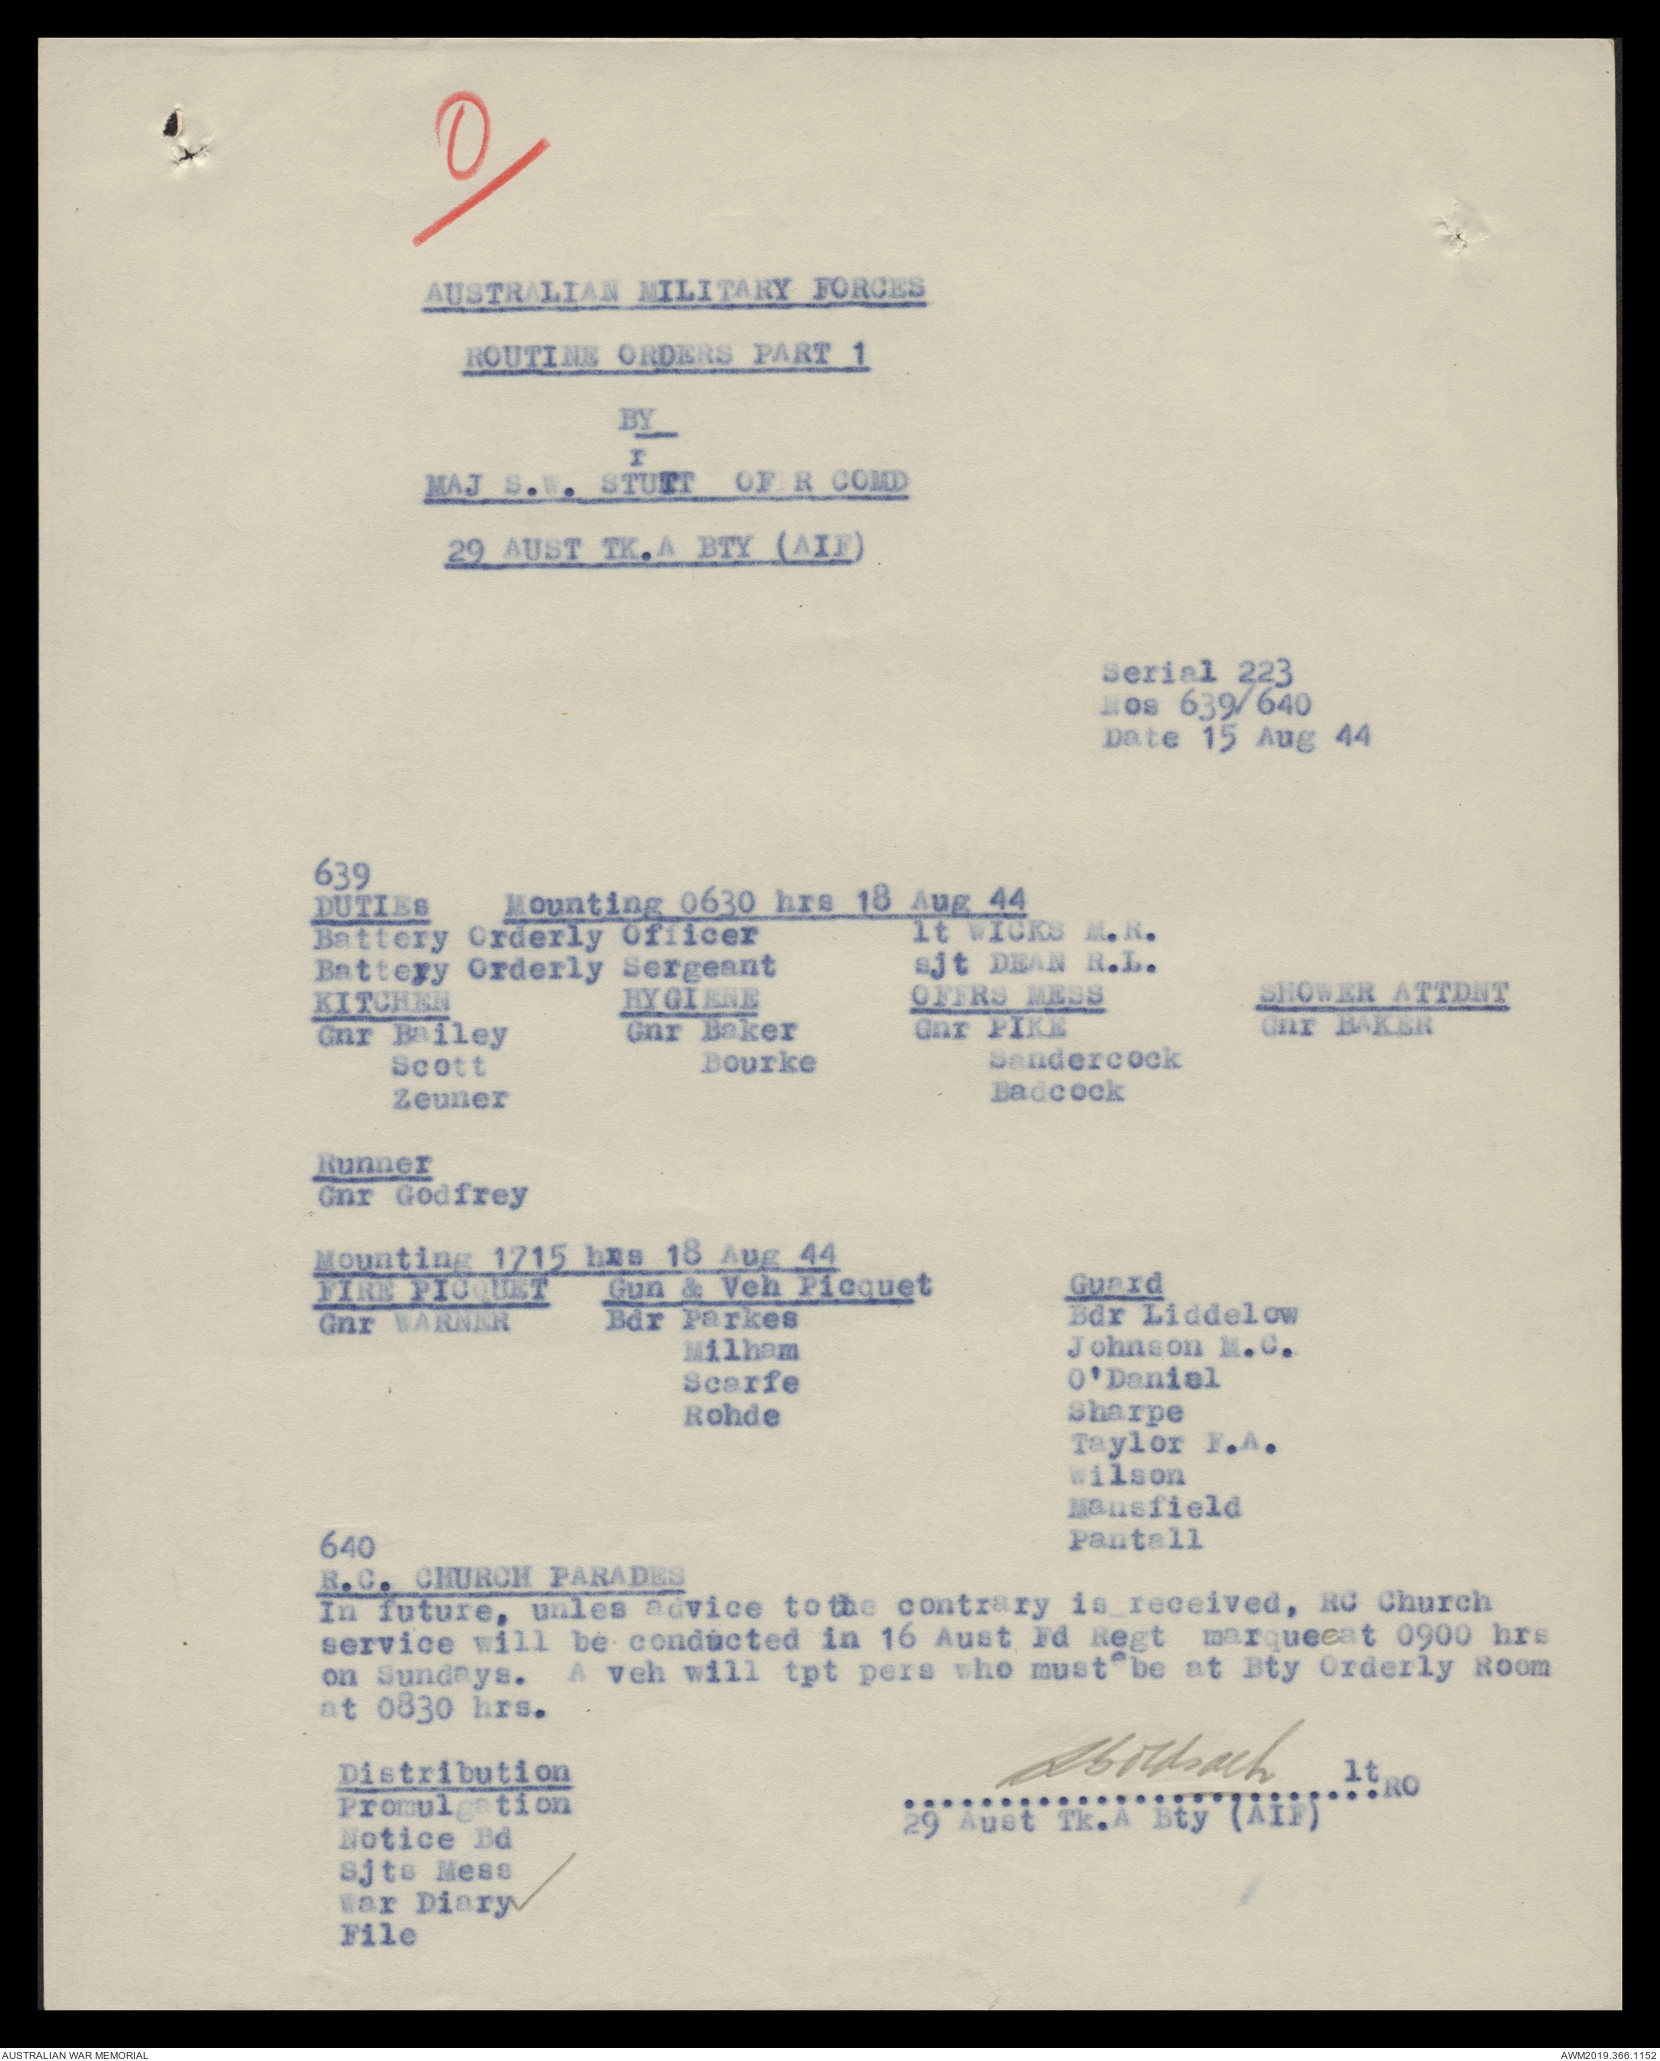 0
AUSTRALIAN MILITARY FORCES
ROUTINE ORDERS PART 1
BY
r
MAJ S.W. STUTT OF R COMD
29 AUST TK.A BTY (AIF)
Serial 223
Nos 639/640
Date 15 Aug 44
639
DUTIEs Mounting 0630 hrs 18 Aug 44
Battery Orderly Officer lt WICKS M.R.
Battery Orderly Sergeant sjt DEAN R.L.
KITCHEN HYGIENE OFFRS MESS SHOWER ATTDNT
Gnr Bailey Gnr Baker Gnr PIKE Gnr BAKER
Scott Bourke Sandercock
Zeuner Badcock
Runner
Gnr Godfrey
Mounting 1715 hrs 18 Aug 44
FIRE PICQUET Gun & Veh Picquet Guard
Gnr WARNER Bdr Parkes Bdr Liddelow
Milham Johnson M.C.
Scarfe O'Daniel
Rohde Sharpe
Taylor F.A.
Wilson
Mansfield
Pantall
640
R.C. CHURCH PARADES
In future, unles advice to the contrary is received, RC Church
service will be conducted in 16 Aust Fd Regt marquee at 0900 hrs
on Sundays. A veh will tpt pers who must be at Bty Orderly Room
at 0830 hrs.
Distribution
Promulgation
Notice Bd
Sjts Mess
War Diary ✓
File
lt
........................RO
29 Aust Tk.A Bty (AIF)
AUSTRALIAN WAR MEMORIAL AWM2019.366.1152